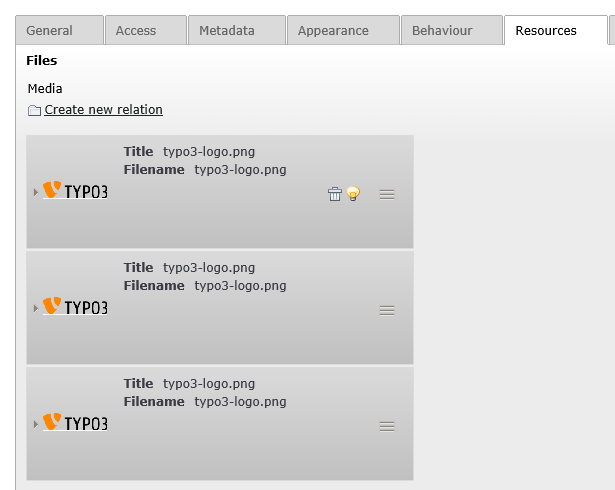 General Access Metadata Appearance Behaviour Resources
Files
Media
Create new relation
Title typo3-logo.png
Filename typo3-logo.png
TYPO3
Title typo3-logo.png
Filename typo3-logo.png
TYPO3
Title typo3-logo.png
Filename typo3-logo.png
TYPO3